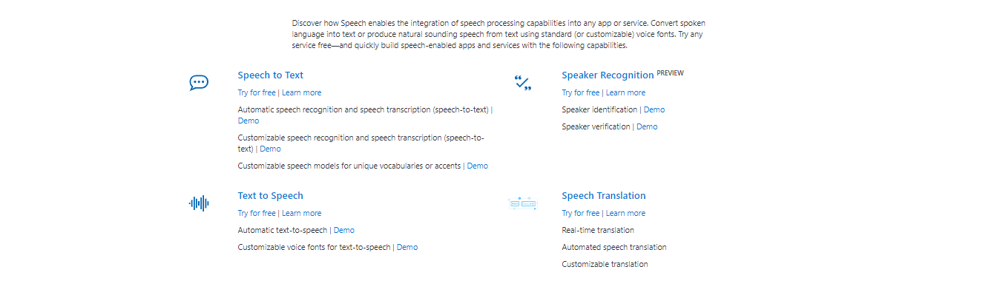 Discover how Speech enables the integration of speech processing capabilities into any app or service. Convert spoken
language into text or produce natural sounding speech from text using standard (or customizable) voice fonts. Try any
service free—and quickly build speech-enabled apps and services with the following capabilities.
Speech to Text
Try for free | Learn more
Automatic speech recognition and speech transcription (speech-to-text) |
Demo
Customizable speech recognition and speech transcription (speech-to-
text) | Demo
Customizable speech models for unique vocabularies or accents | Demo
Speaker Recognition PREVIEW
Try for free | Learn more
Speaker identification | Demo
Speaker verification | Demo
Text to Speech
Try for free | Learn more
Automatic text-to-speech | Demo
Customizable voice fonts for text-to-speech | Demo
Speech Translation
Try for free | Learn more
Real-time translation
Automated speech translation
Customizable translation